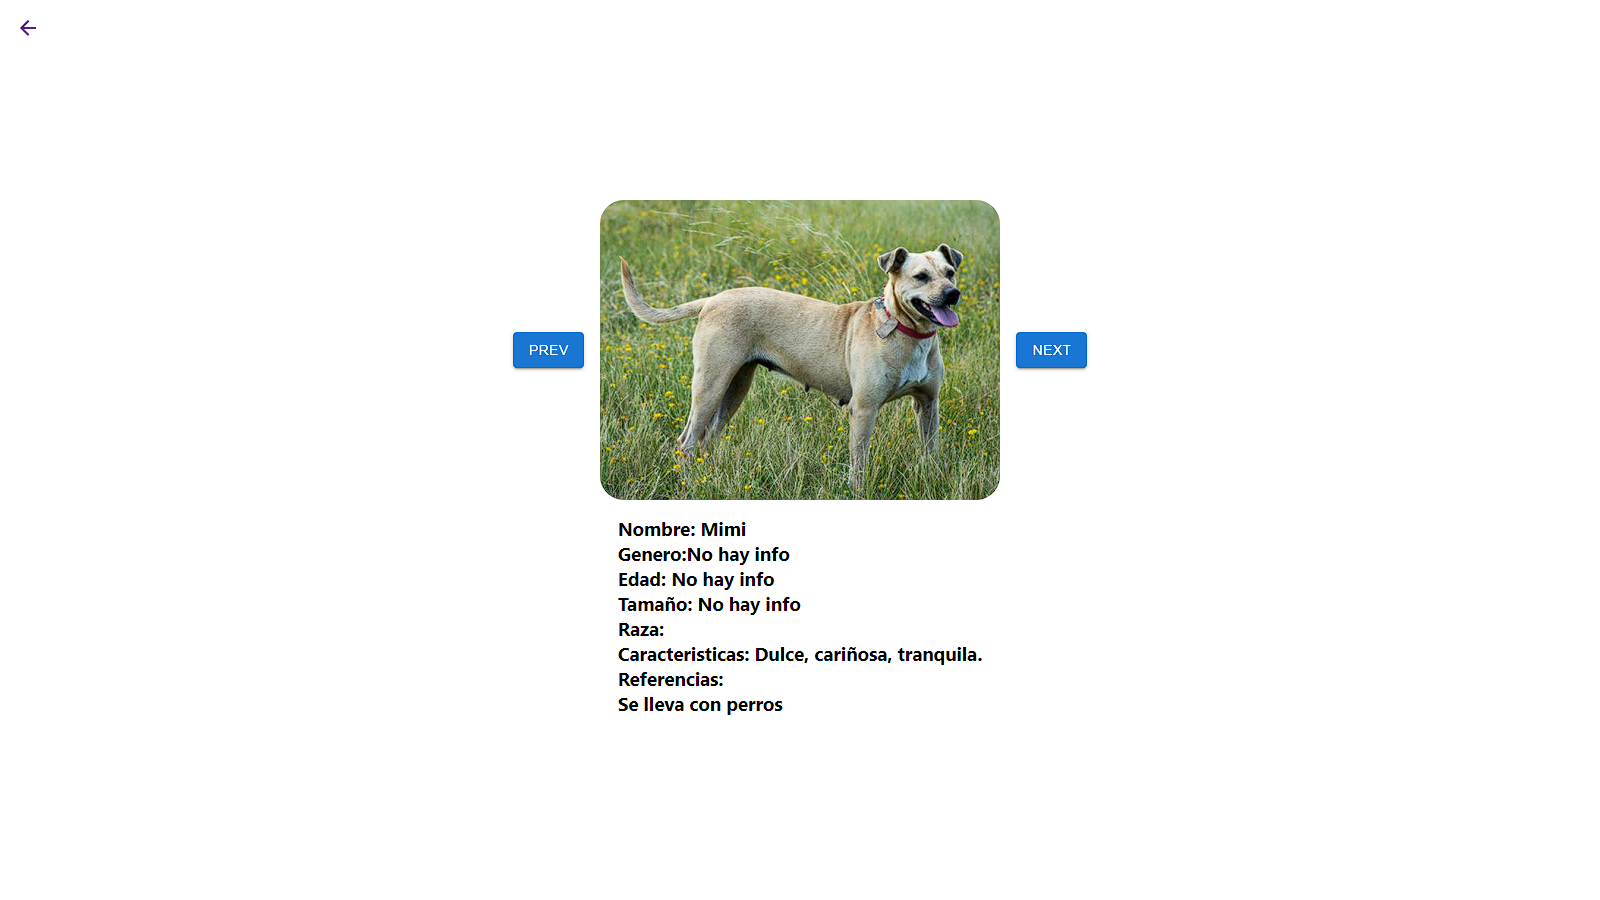 PREV
NEXT
Nombre: Mimi
Genero:No hay info
Edad: No hay info
Tamaño: No hay info
Raza:
Caracteristicas: Dulce, cariñosa, tranquila.
Referencias:
Se lleva con perros